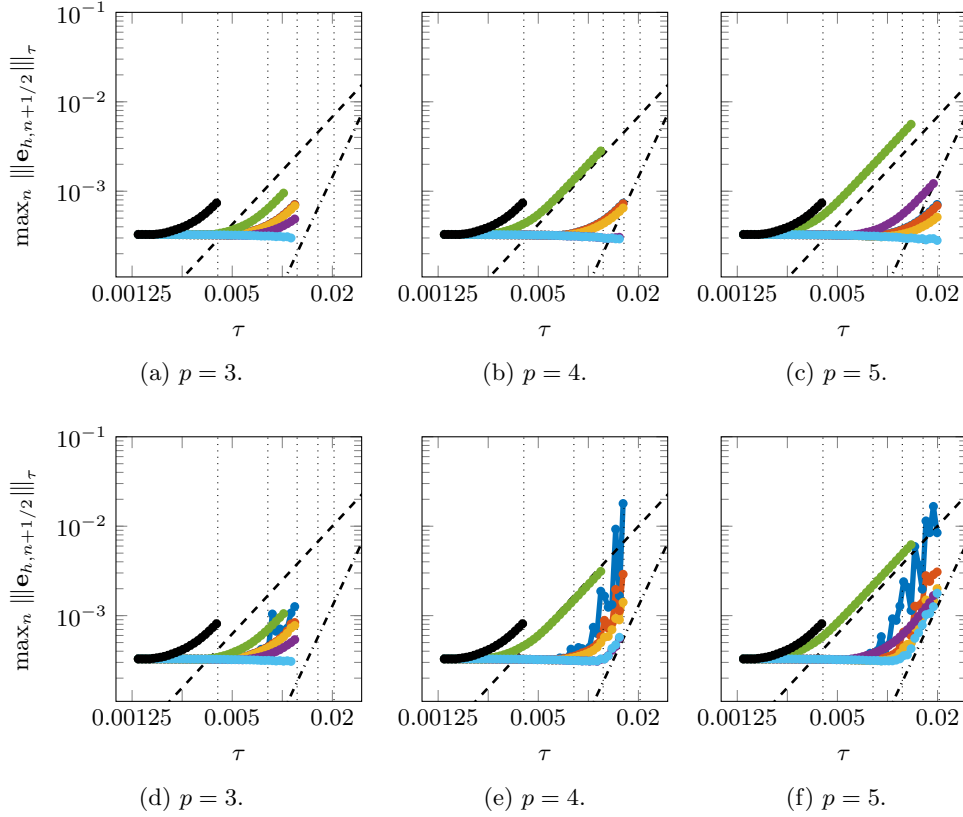 10^{-1}
10^{-2}
10^{-3}
max_n |||e_{h,n+1/2}|||_τ
0.00125 0.005 0.02 0.00125 0.005 0.02 0.00125 0.005 0.02
τ τ τ
(a) p = 3. (b) p = 4. (c) p = 5.
10^{-1}
10^{-2}
10^{-3}
max_n |||e_{h,n+1/2}|||_τ
0.00125 0.005 0.02 0.00125 0.005 0.02 0.00125 0.005 0.02
τ τ τ
(d) p = 3. (e) p = 4. (f) p = 5.